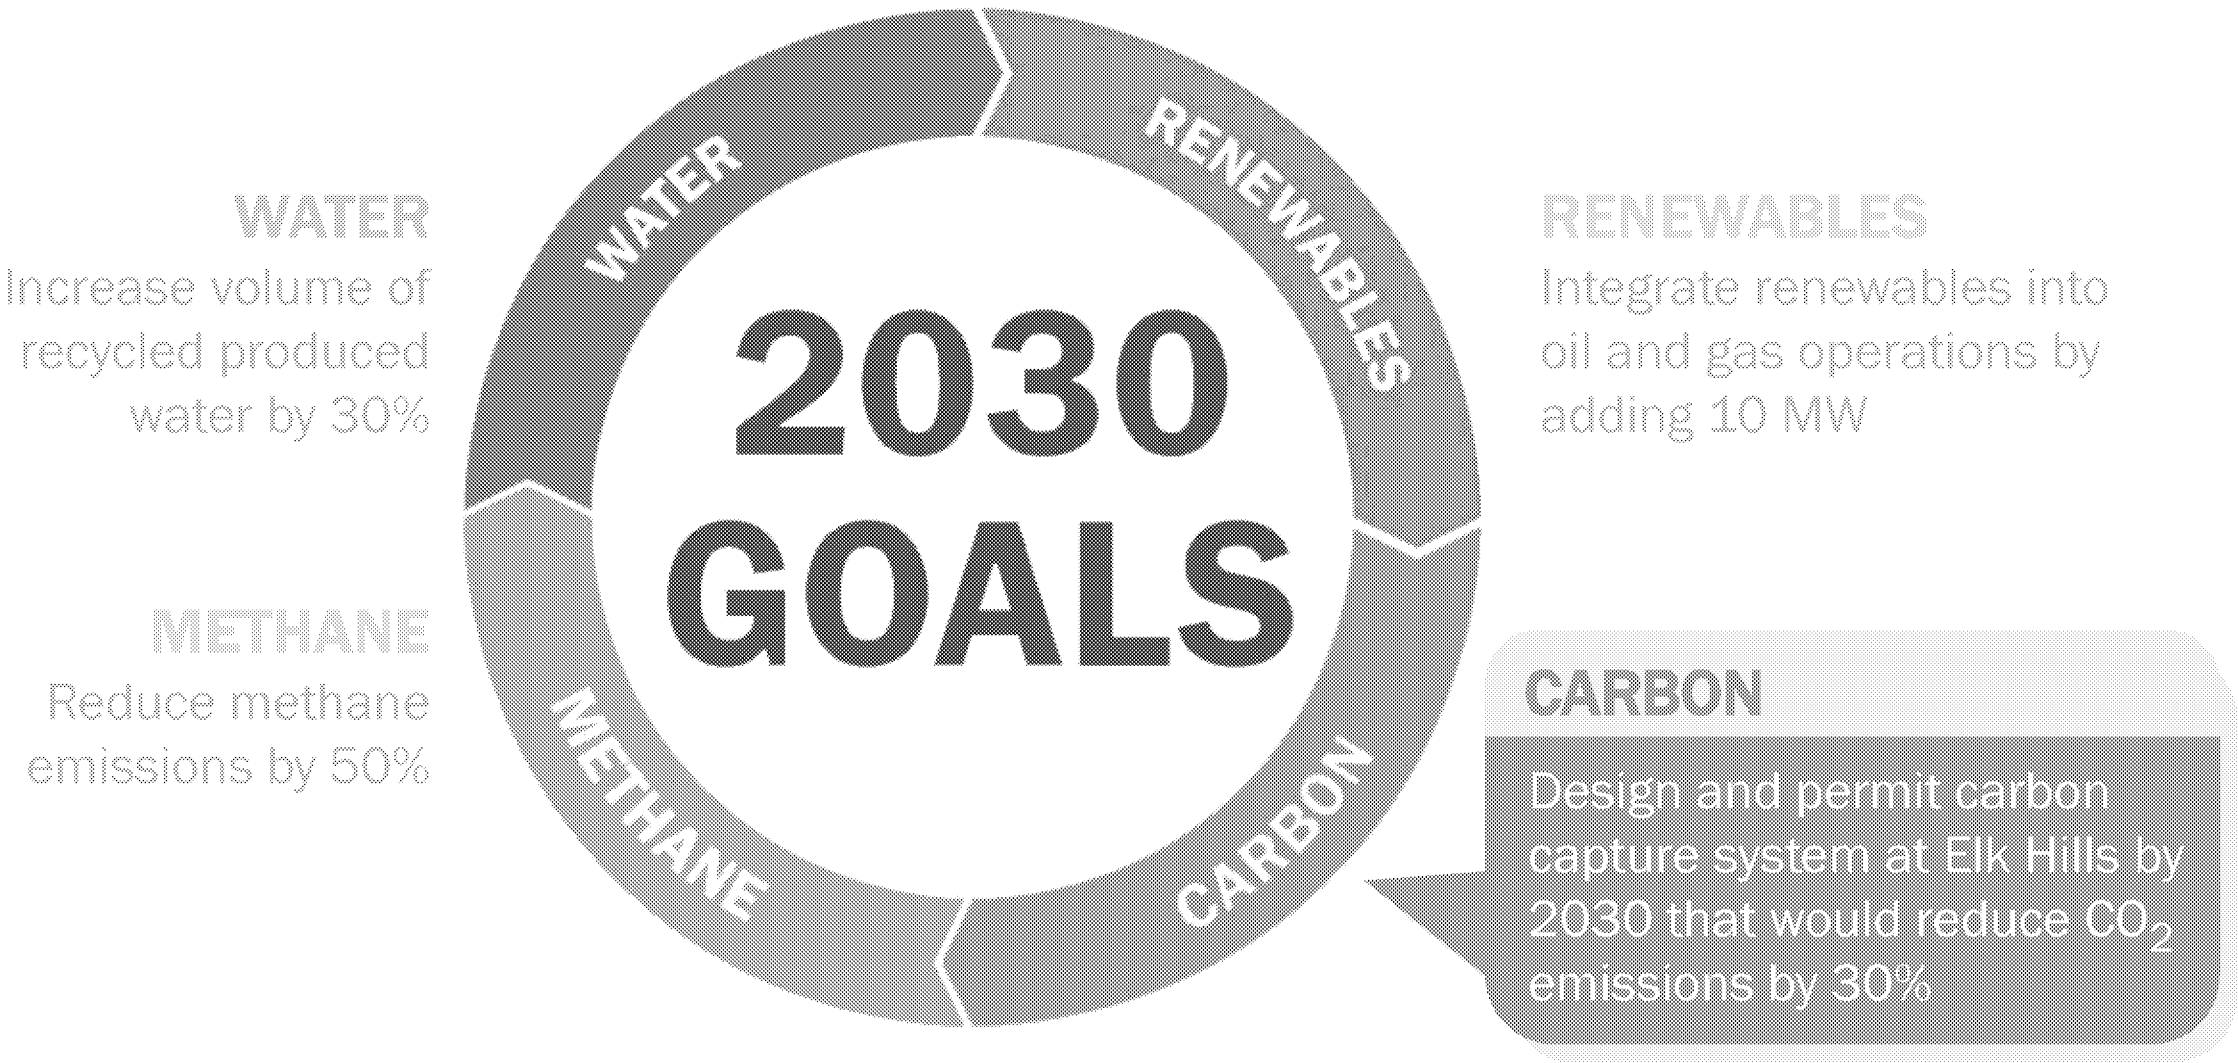 WATER
Increase volume of
recycled produced
water by 30%
METHANE
Reduce methane
emissions by 50%
WATER
RENEWABLES
2030
GOALS
METHANE
CARBON
RENEWABLES
Integrate renewables into
oil and gas operations by
adding 10 MW
CARBON
Design and permit carbon
capture system at Elk Hills by
2030 that would reduce CO₂
emissions by 30%